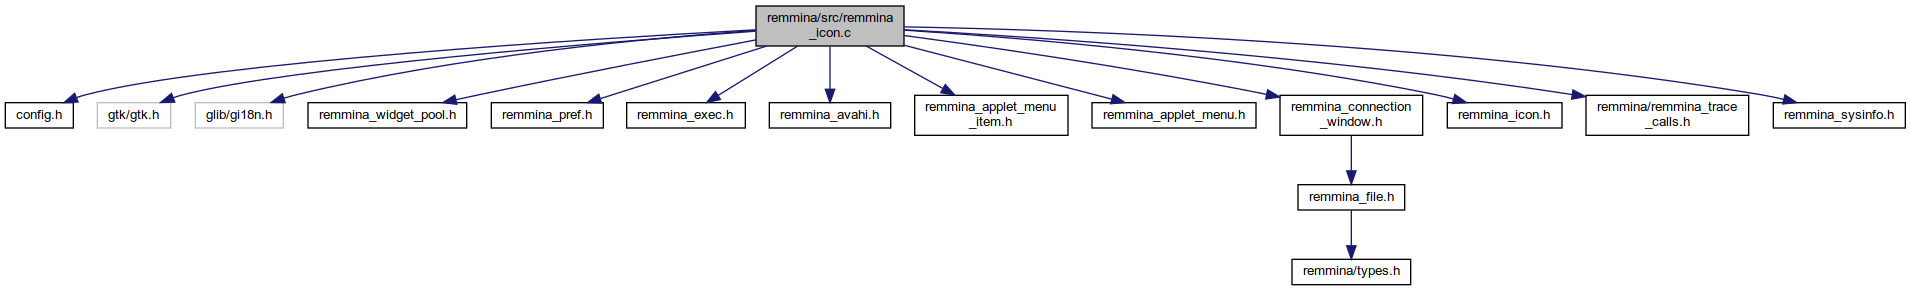 remmina/src/remmina
_icon.c
config.h
gtk/gtk.h
glib/gi18n.h
remmina_widget_pool.h
remmina_pref.h
remmina_exec.h
remmina_avahi.h
remmina_applet_menu
_item.h
remmina_applet_menu.h
remmina_connection
_window.h
remmina_icon.h
remmina/remmina_trace
_calls.h
remmina_sysinfo.h
remmina_file.h
remmina/types.h